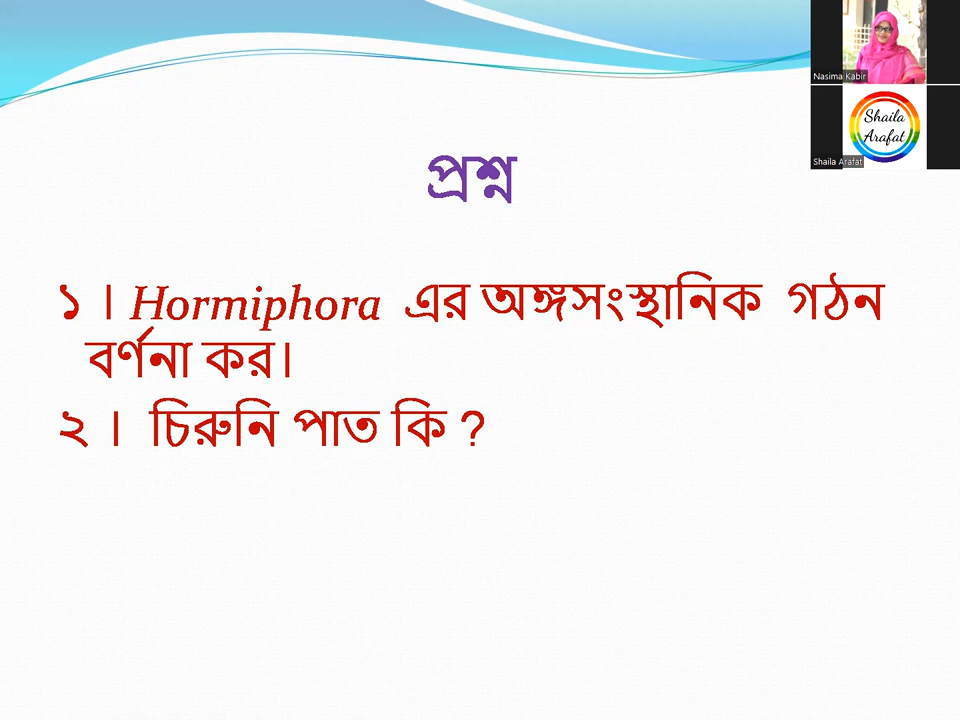 Nasima Kabir
Shaila
Arafat
Shaila Arafat
প্রশ্ন
১ । Hormiphora এর অঙ্গসংস্থানিক গঠন
বর্ণনা কর।
২ । চিরুনি পাত কি ?